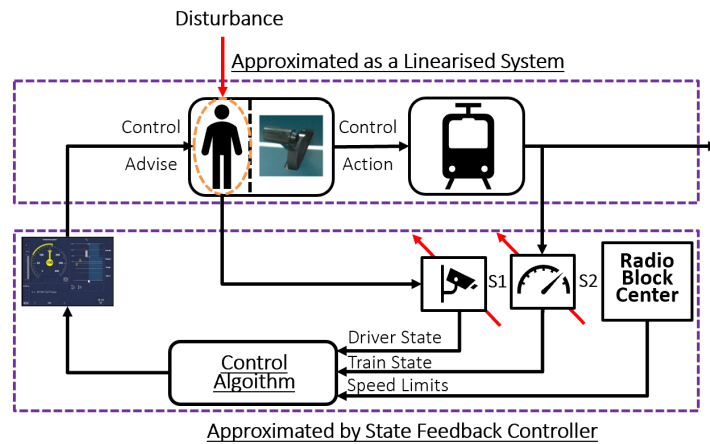 Disturbance
Approximated as a Linearised System
Control
Advise
Control
Action
S1
S2
Radio
Block
Center
Driver State
Train State
Speed Limits
Control
Algoithm
Approximated by State Feedback Controller